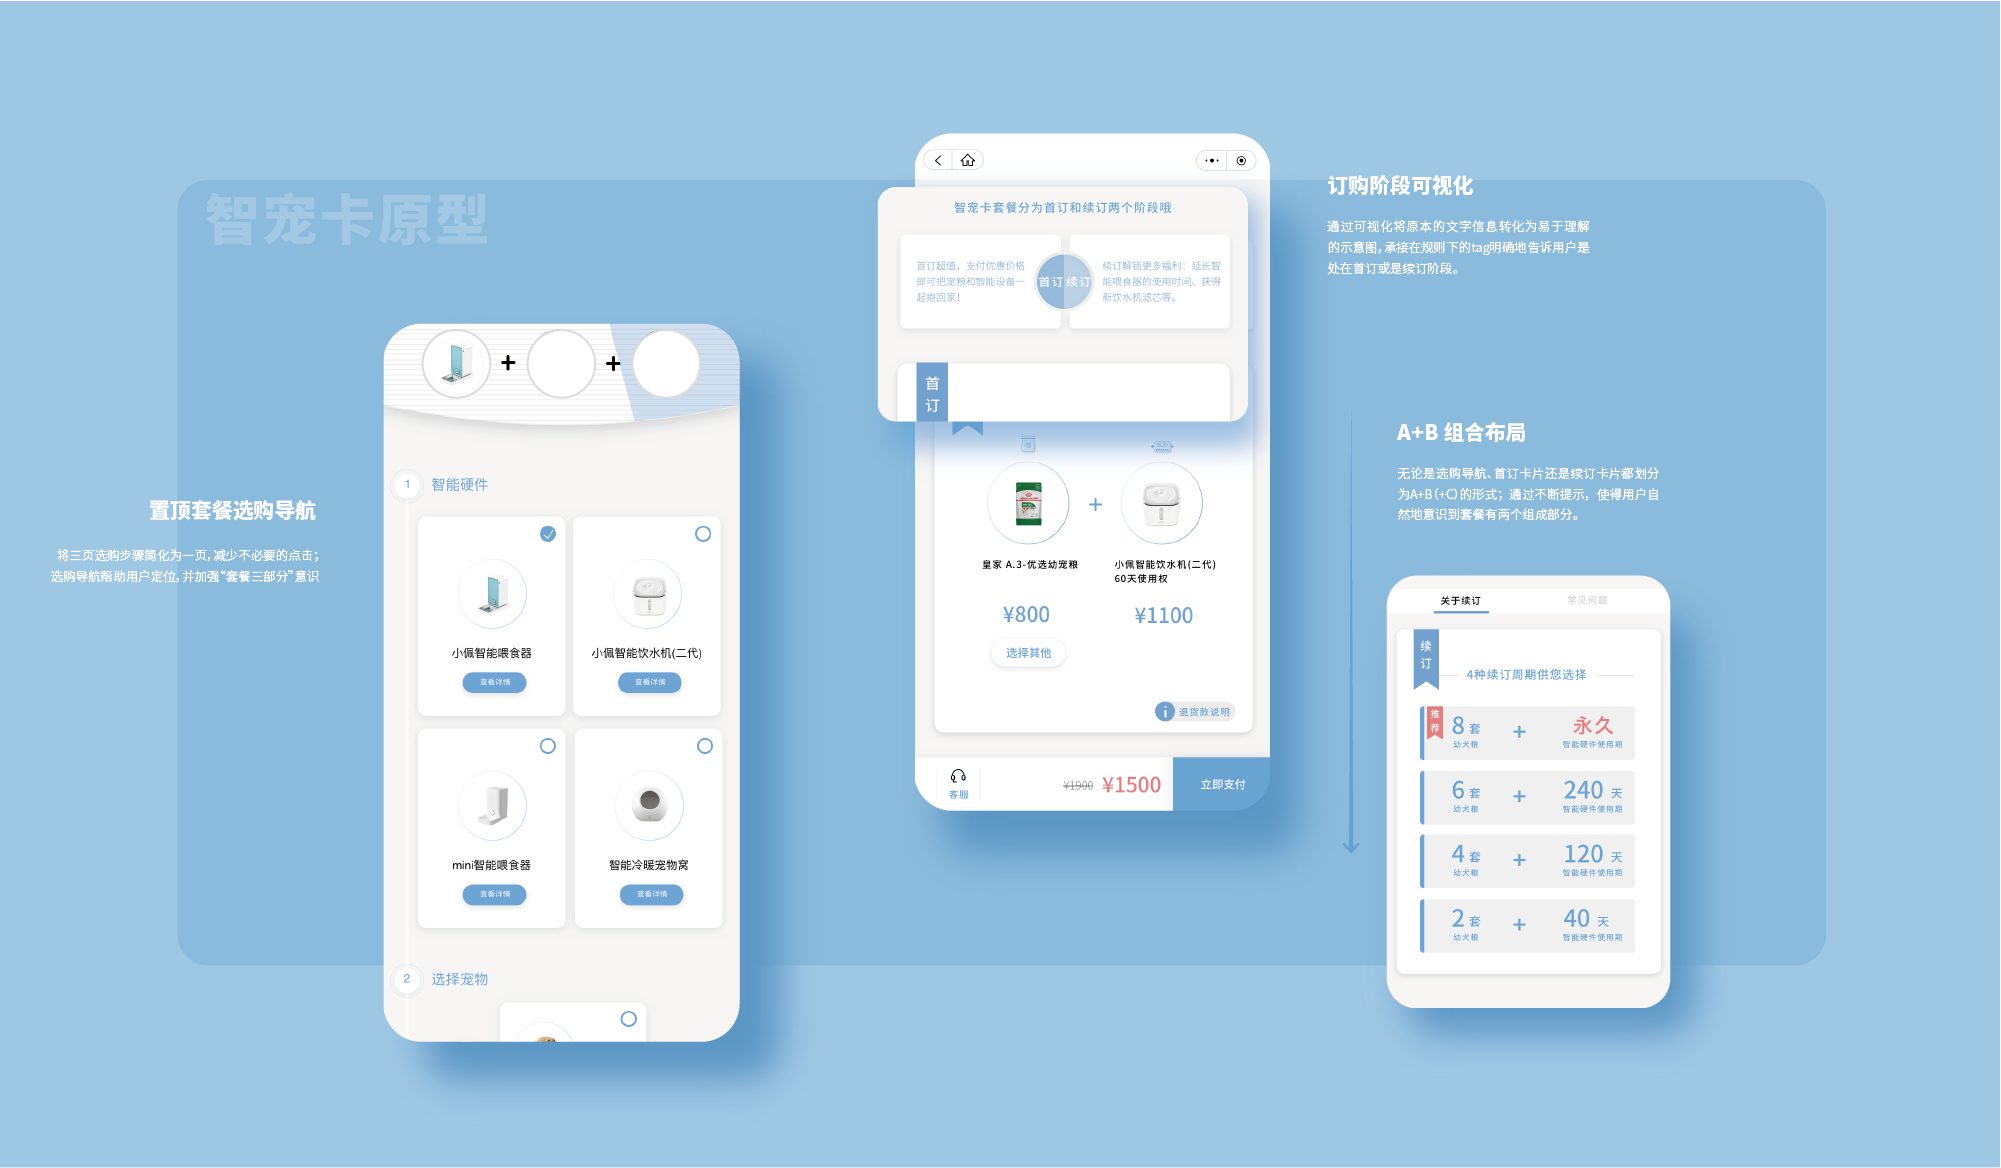 智宠卡原型
置顶套餐选购导航
将三页选购步骤简化为一页，减少不必要的点击；
选购导航帮助用户定位，并加强“套餐三部分”意识
1 智能硬件
小佩智能喂食器
查看详情
小佩智能饮水机(二代)
查看详情
mini智能喂食器
查看详情
智能冷暖宠物窝
查看详情
2 选择宠物
智宠卡套餐分为首订和续订两个阶段哦
首订超值，支付优惠价格
即可把宠粮和智能设备一
起抱回家！
首订 续订
续订解锁更多福利：延长智
能喂食器的使用时间、获得
新饮水机滤芯等。
首
订
皇家 A.3-优选幼宠粮
¥800
选择其他
+
小佩智能饮水机(二代)
60天使用权
¥1100
退货款说明
客服
¥1900 ¥1500
立即支付
订购阶段可视化
通过可视化将原本的文字信息转化为易于理解
的示意图，承接在规则下的tag明确地告诉用户是
处在首订或是续订阶段。
A+B 组合布局
无论是选购导航、首订卡片还是续订卡片都划分
为A+B（+C）的形式；通过不断提示，使得用户自
然地意识到套餐有两个组成部分。
关于续订 常见问题
续
订
4种续订周期供您选择
推
荐
8 套 + 永久
幼犬粮 智能硬件使用期
6 套 + 240 天
幼犬粮 智能硬件使用期
4 套 + 120 天
幼犬粮 智能硬件使用期
2 套 + 40 天
幼犬粮 智能硬件使用期